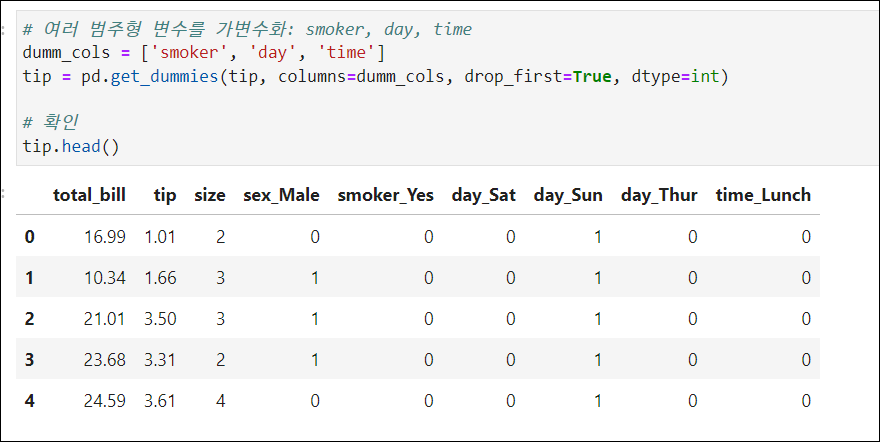 # 여러 범주형 변수를 가변수화: smoker, day, time
dumm_cols = ['smoker', 'day', 'time']
tip = pd.get_dummies(tip, columns=dumm_cols, drop_first=True, dtype=int)
# 확인
tip.head()
total_bill tip size sex_Male smoker_Yes day_Sat day_Sun day_Thur time_Lunch
0 16.99 1.01 2 0 0 0 1 0 0
1 10.34 1.66 3 1 0 0 1 0 0
2 21.01 3.50 3 1 0 0 1 0 0
3 23.68 3.31 2 1 0 0 1 0 0
4 24.59 3.61 4 0 0 0 1 0 0